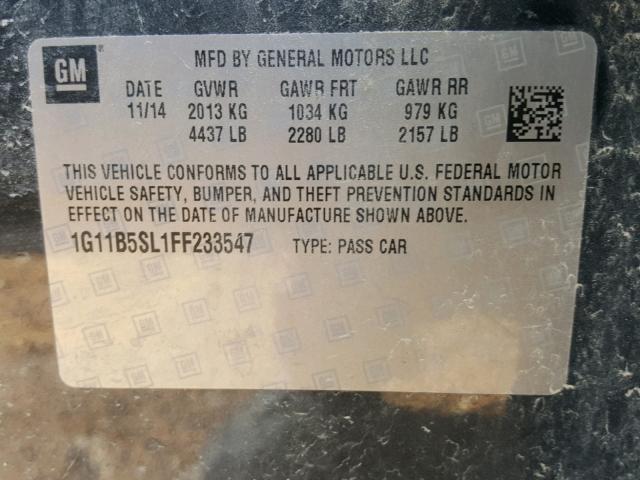 GM
MFD BY GENERAL MOTORS LLC
DATE GVWR GAWR FRT GAWR RR
11/14 2013 KG 1034 KG 979 KG
4437 LB 2280 LB 2157 LB
THIS VEHICLE CONFORMS TO ALL APPLICABLE U.S. FEDERAL MOTOR
VEHICLE SAFETY, BUMPER, AND THEFT PREVENTION STANDARDS IN
EFFECT ON THE DATE OF MANUFACTURE SHOWN ABOVE.
1G11B5SL1FF233547 TYPE: PASS CAR